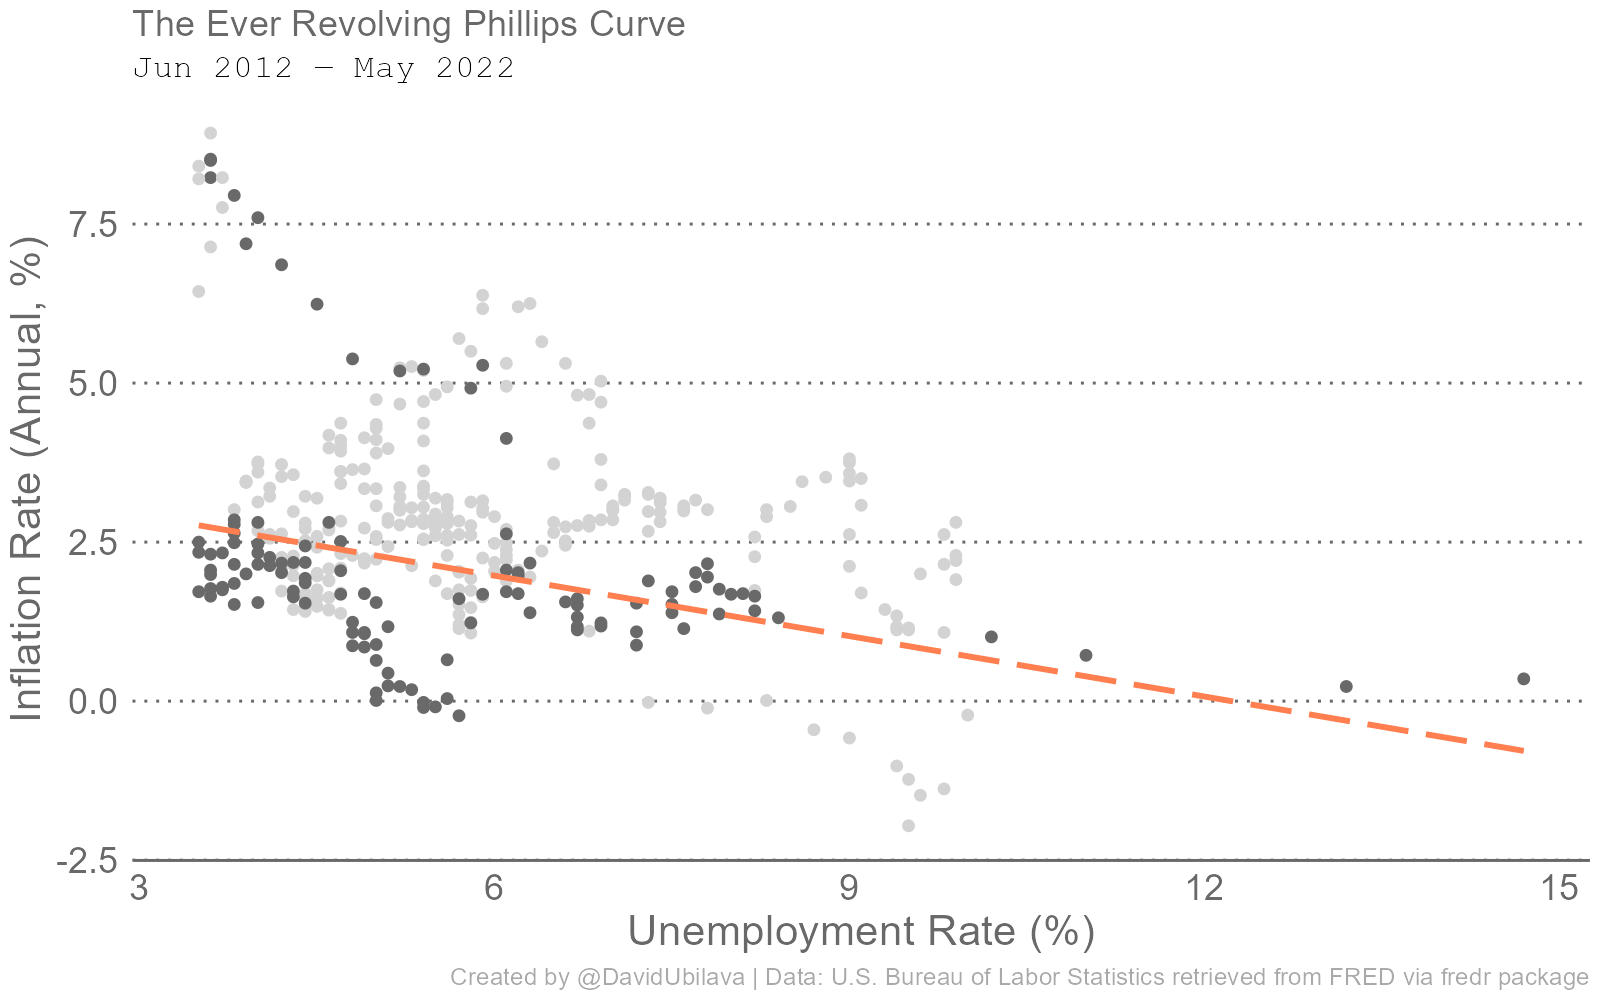 The Ever Revolving Phillips Curve
Jun 2012 — May 2022
Inflation Rate (Annual, %)
7.5
5.0
2.5
0.0
-2.5
3 6 9 12 15
Unemployment Rate (%)
Created by @DavidUbilava | Data: U.S. Bureau of Labor Statistics retrieved from FRED via fredr package